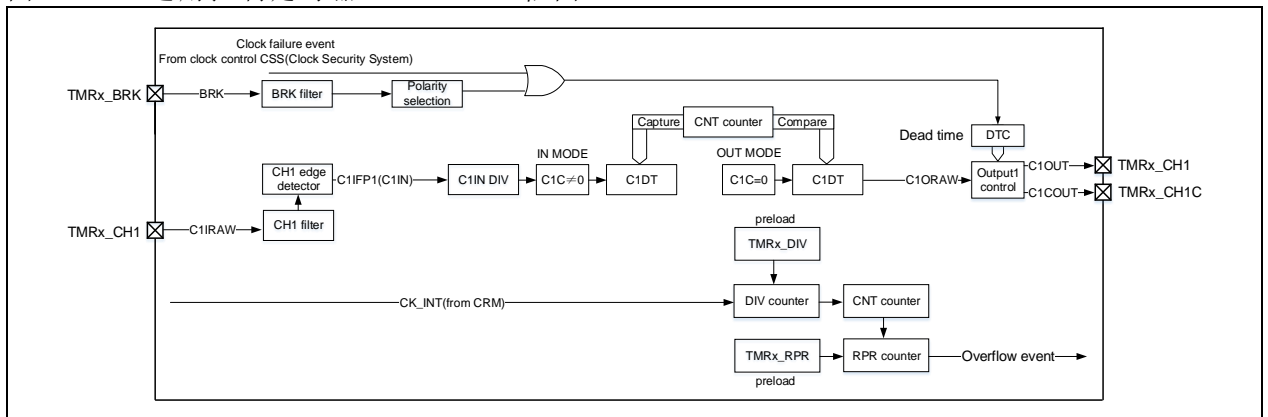 Clock failure event
From clock control CSS(Clock Security System)
TMRx_BRK
BRK
BRK filter
Polarity
selection
Capture
CNT counter
Compare
Dead time
DTC
IN MODE
OUT MODE
CH1 edge
detector
C1IFP1(C1IN)
C1IN DIV
C1C≠0
C1DT
C1C=0
C1DT
C1ORAW
Output1
control
C1OUT
TMRx_CH1
C1COUT
TMRx_CH1C
TMRx_CH1
C1IRAW
CH1 filter
preload
TMRx_DIV
CK_INT(from CRM)
DIV counter
CNT counter
TMRx_RPR
RPR counter
Overflow event
preload